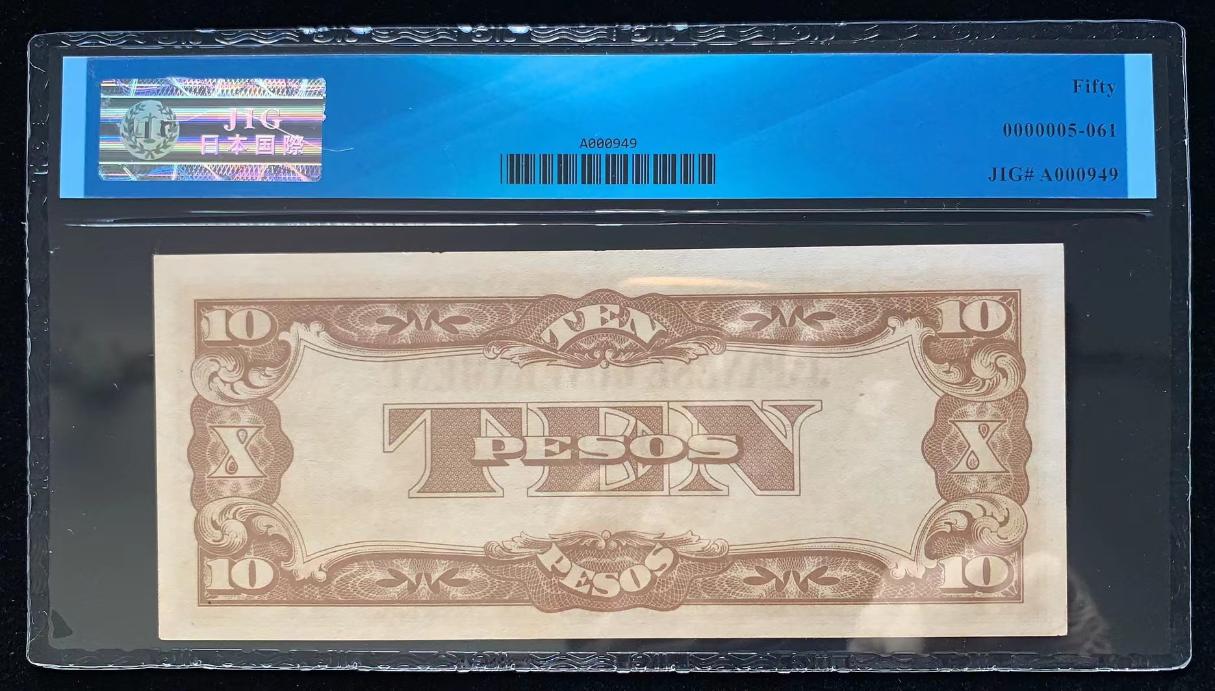 JIG
日本国際
A000949
Fifty
0000005-061
JIG# A000949
10
TEN
10
X
TEN
PESOS
X
10
PESOS
10